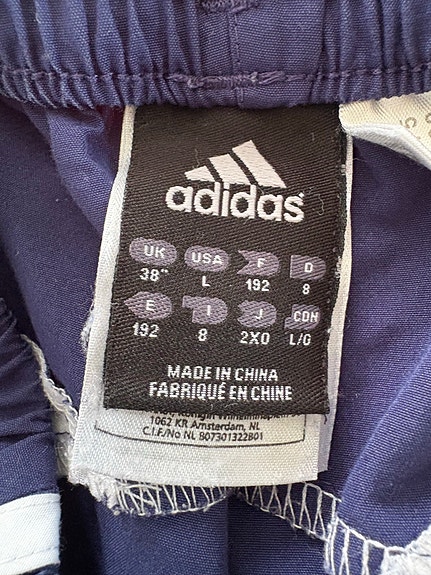 adidas
UK USA F D
38" L 192 8
E I J CDN
192 8 2XO L/G
MADE IN CHINA
FABRIQUÉ EN CHINE
1062 KR Amsterdam, NL
C.I.F./No NL 807301322B01